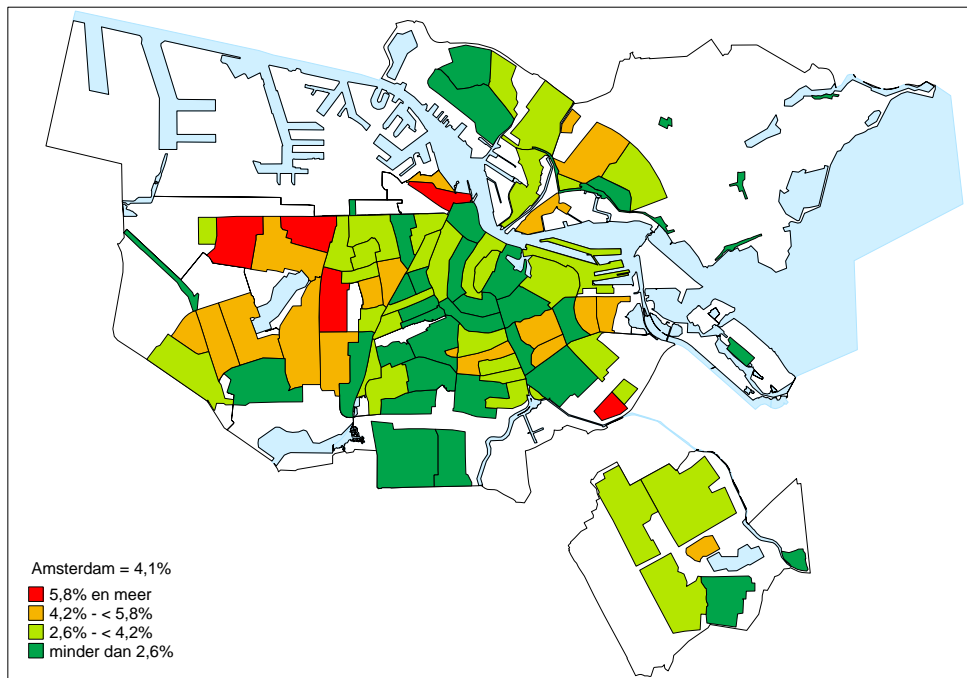 Amsterdam = 4,1%
5,8% en meer
4,2% - < 5,8%
2,6% - < 4,2%
minder dan 2,6%